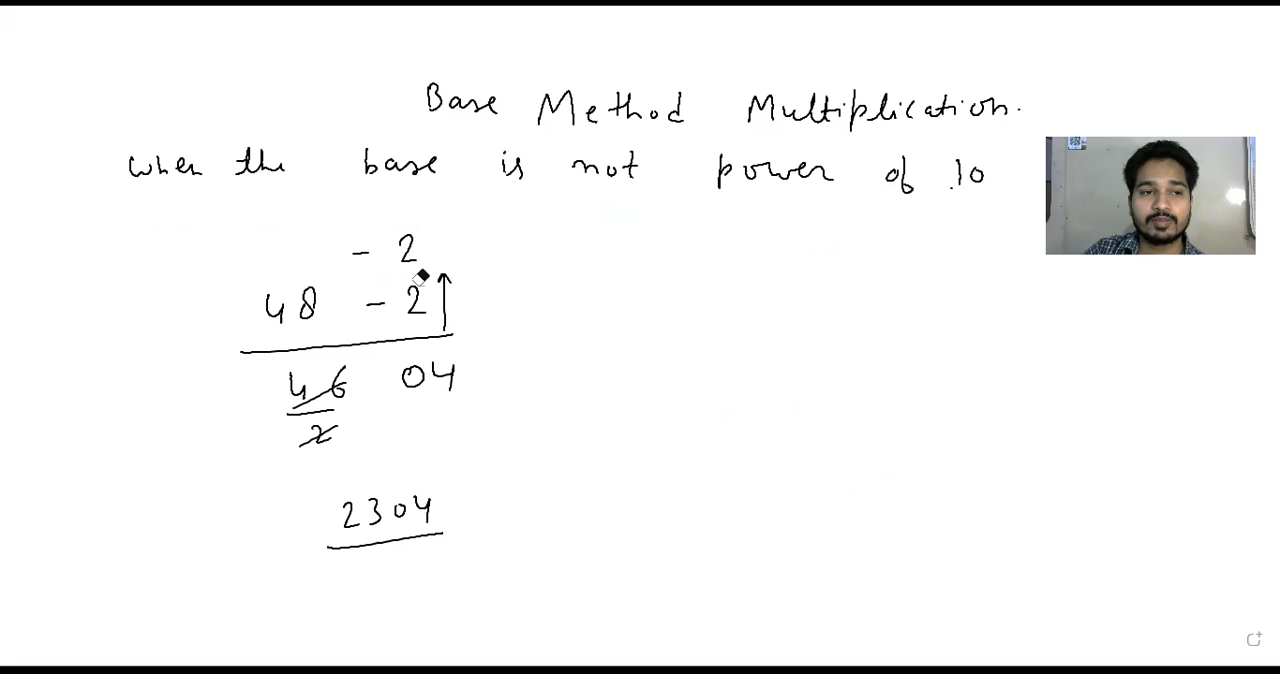 Base Method Multiplication.
When the base is not power of 10
- 2
48 - 2
46 04
2
2304